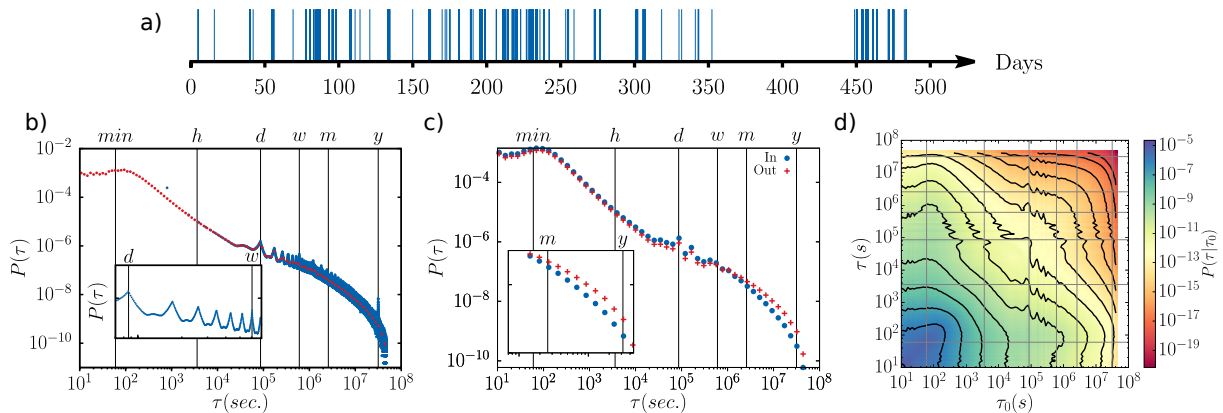 a)
0 50 100 150 200 250 300 350 400 450 500 Days
b)
min h d w m y
10^{-2}
10^{-4}
10^{-6}
10^{-8}
10^{-10}
P(τ)
d w
P(τ)
10^1 10^2 10^3 10^4 10^5 10^6 10^7 10^8
τ(sec.)
c)
min h d w m y
In
Out
10^{-4}
10^{-6}
10^{-8}
10^{-10}
P(τ)
m y
10^1 10^2 10^3 10^4 10^5 10^6 10^7 10^8
τ(sec.)
d)
10^8
10^7
10^6
10^5
10^4
10^3
10^2
10^1
τ(s)
10^1 10^2 10^3 10^4 10^5 10^6 10^7 10^8
τ_0(s)
10^{-5}
10^{-7}
10^{-9}
10^{-11}
10^{-13}
10^{-15}
10^{-17}
10^{-19}
P(τ|τ_0)